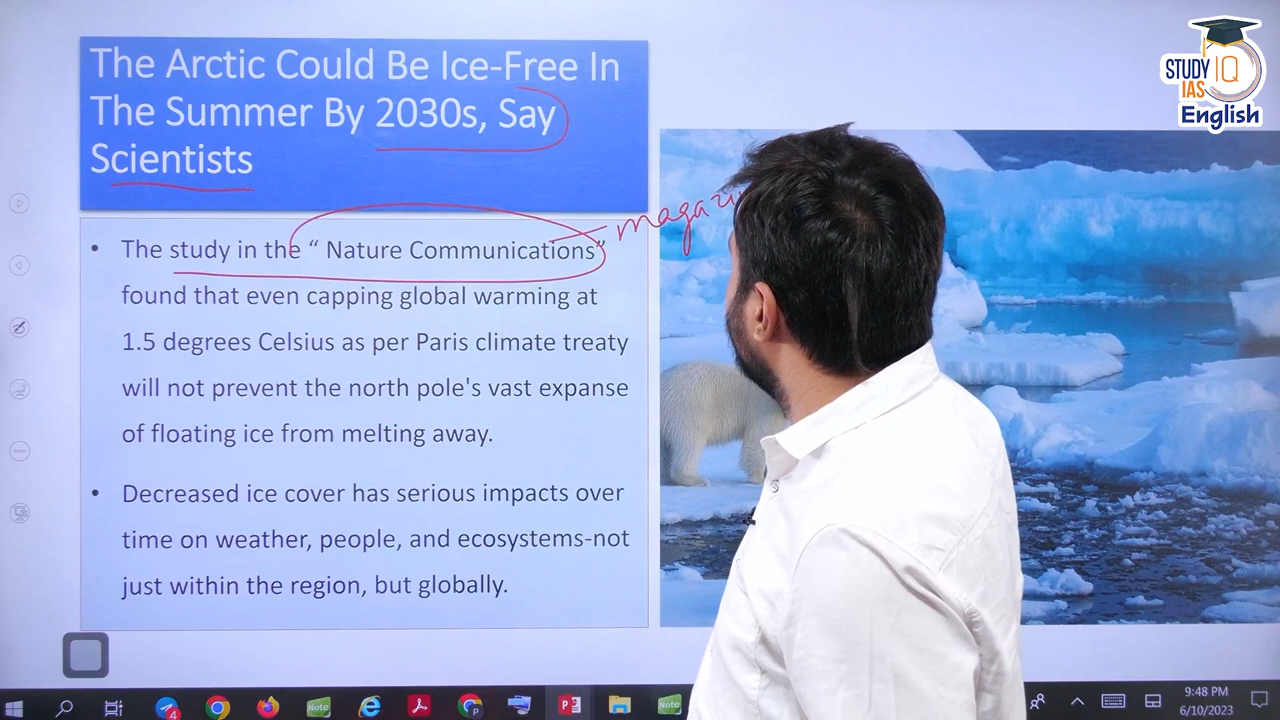 The Arctic Could Be Ice-Free In
The Summer By 2030s, Say
Scientists
STUDY IQ
IAS
English
• The study in the “ Nature Communications”
found that even capping global warming at
1.5 degrees Celsius as per Paris climate treaty
will not prevent the north pole's vast expanse
of floating ice from melting away.
• Decreased ice cover has serious impacts over
time on weather, people, and ecosystems-not
just within the region, but globally.
4
Note
Note
9:48 PM
6/10/2023